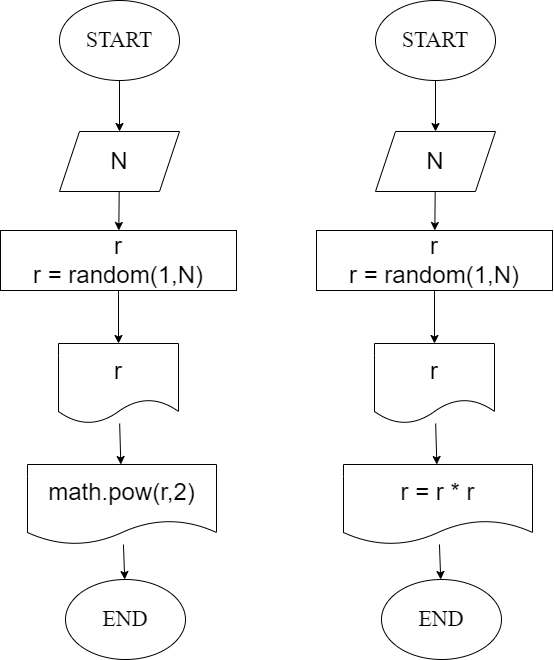 START
N
r
r = random(1,N)
r
math.pow(r,2)
END
START
N
r
r = random(1,N)
r
r = r * r
END